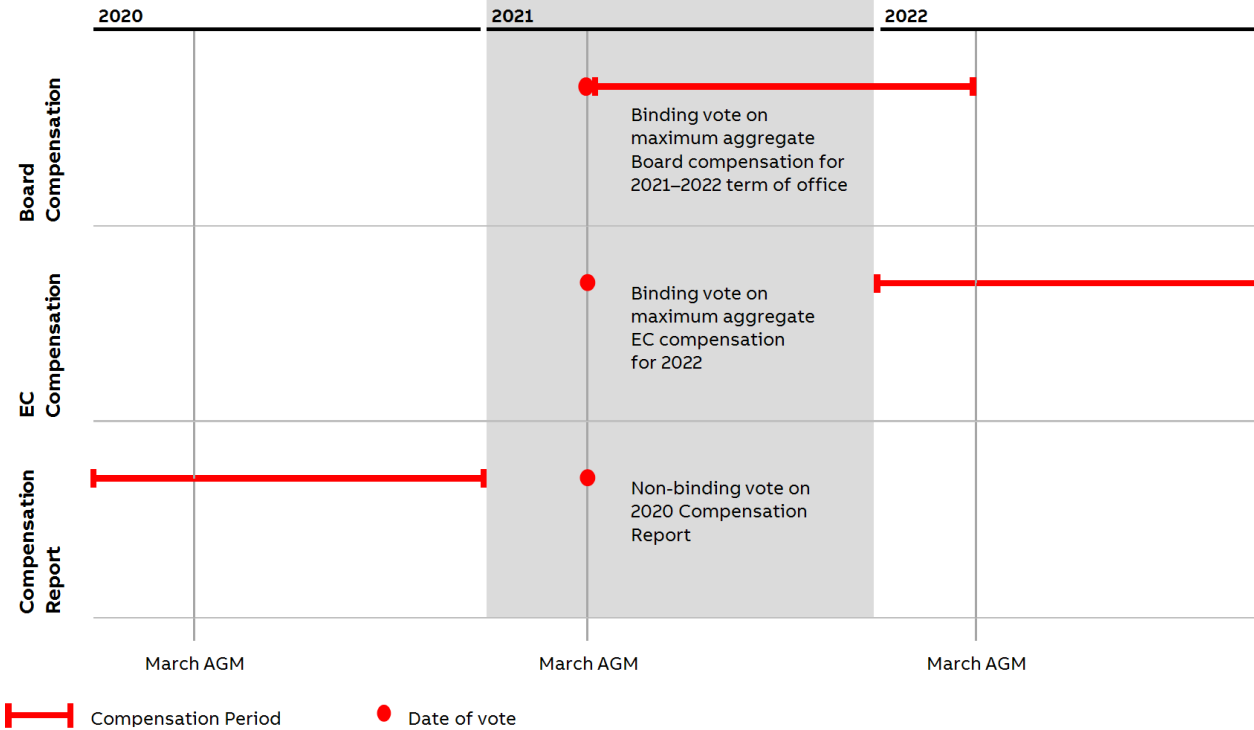 2020
2021
2022
Board
Compensation
Binding vote on
maximum aggregate
Board compensation for
2021–2022 term of office
EC
Compensation
Binding vote on
maximum aggregate
EC compensation
for 2022
Compensation
Report
Non-binding vote on
2020 Compensation
Report
March AGM
March AGM
March AGM
Compensation Period
Date of vote